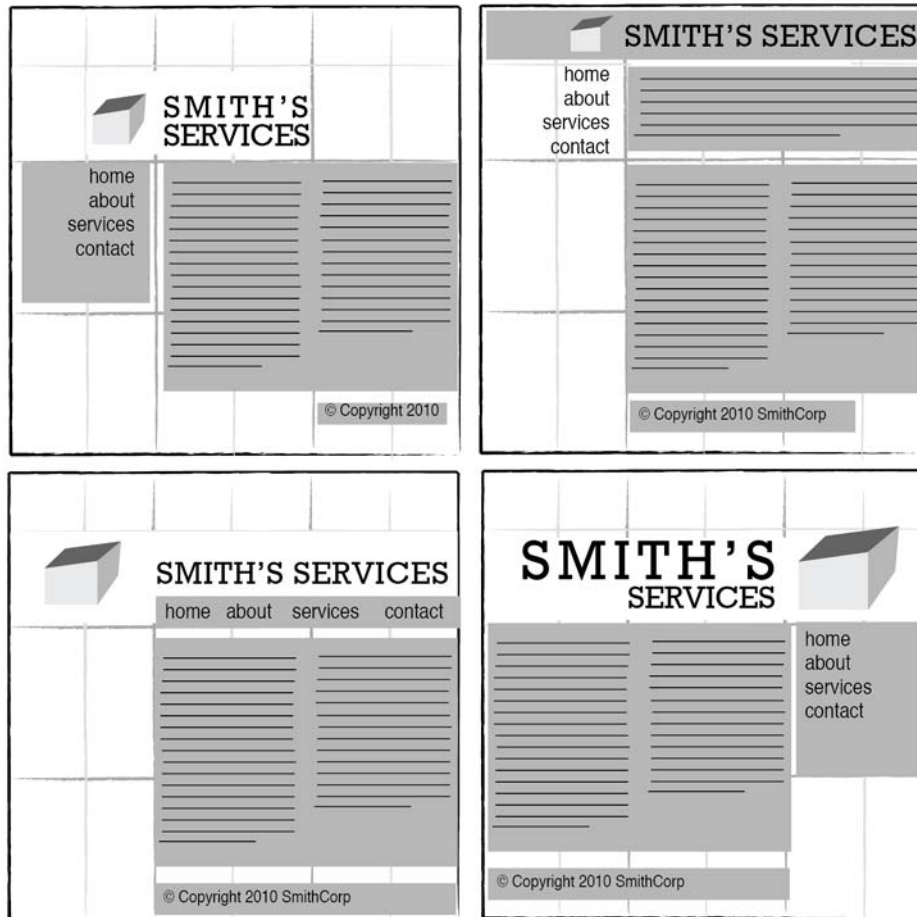 SMITH'S
SERVICES
home
about
services
contact
© Copyright 2010
SMITH'S SERVICES
home
about
services
contact
© Copyright 2010 SmithCorp
SMITH'S SERVICES
home about services contact
© Copyright 2010 SmithCorp
SMITH'S
SERVICES
home
about
services
contact
© Copyright 2010 SmithCorp